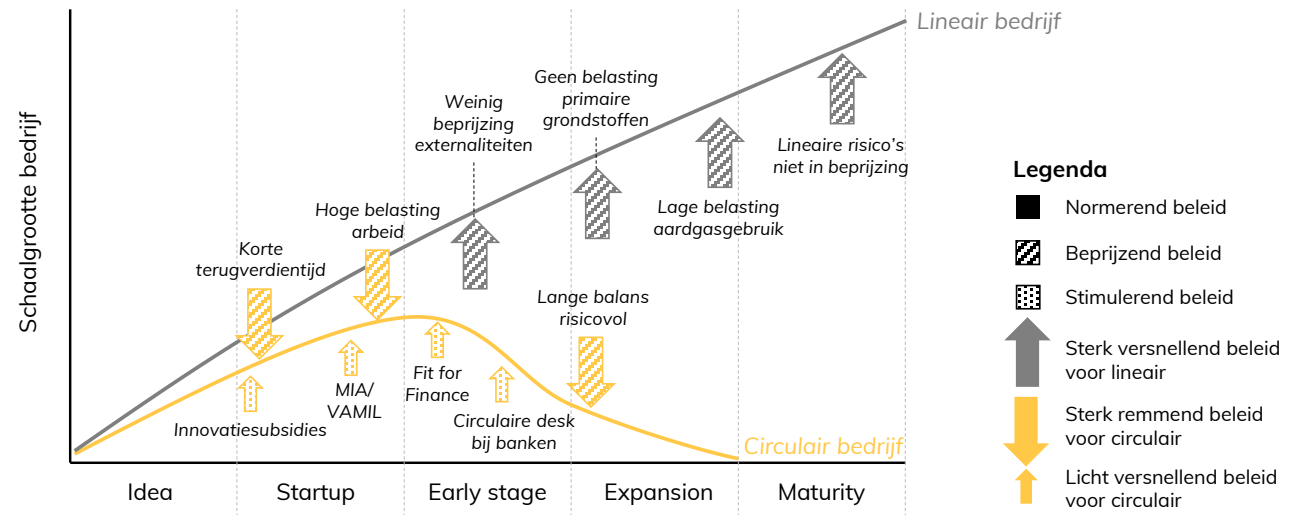 Lineair bedrijf
Geen belasting
primaire
grondstoffen
Weinig
beprijzing
externaliteiten
Lineaire risico's
niet in beprijzing
Schaalgrootte bedrijf
Hoge belasting
arbeid
Lage belasting
aardgasgebruik
Korte
terugverdientijd
Lange balans
risicovol
MIA/
VAMIL
Fit for
Finance
Innovatiesubsidies
Circulaire desk
bij banken
Circulair bedrijf
Idea
Startup
Early stage
Expansion
Maturity
Legenda
Normerend beleid
Beprijzend beleid
Stimulerend beleid
Sterk versnellend beleid
voor lineair
Sterk remmend beleid
voor circulair
Licht versnellend beleid
voor circulair